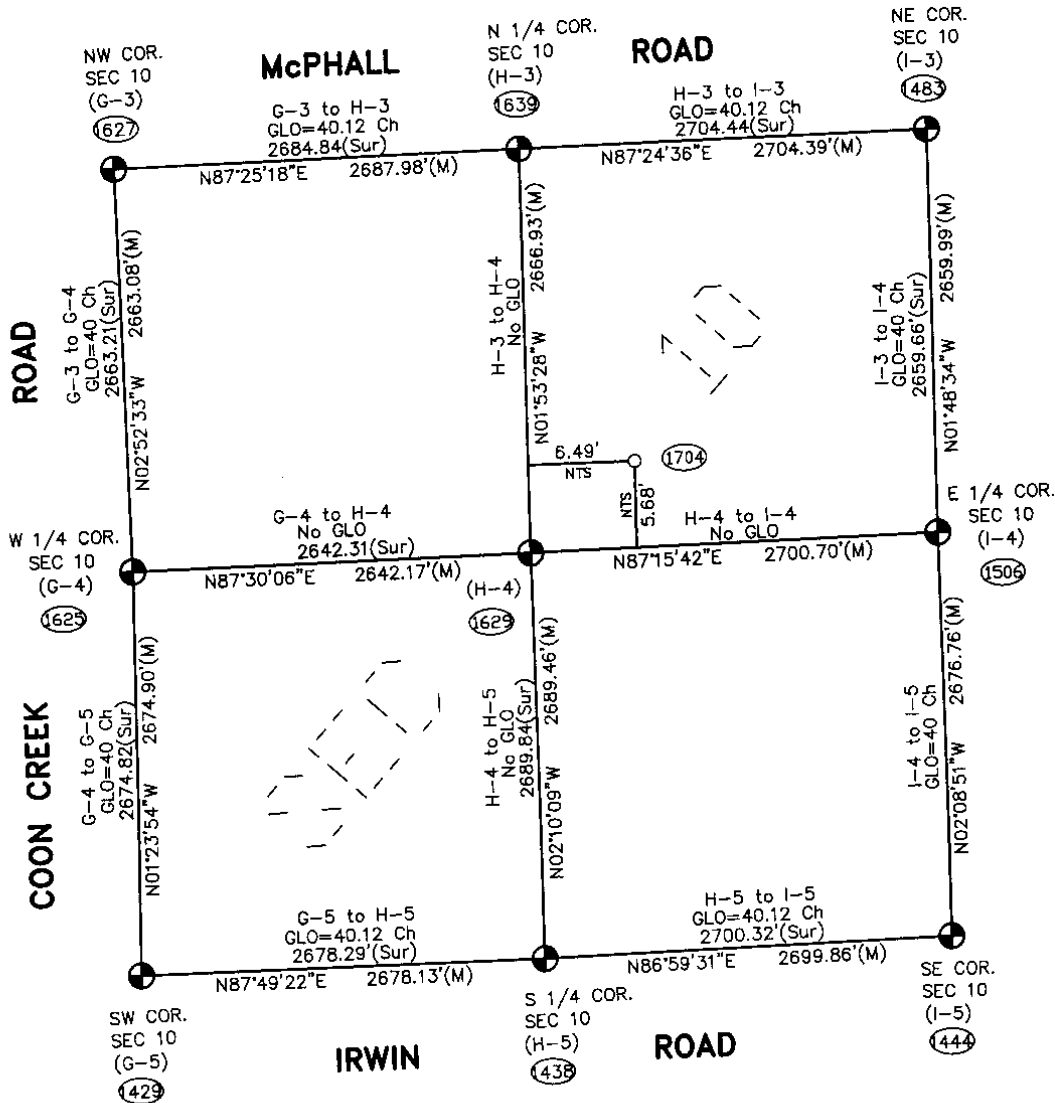 NW COR.
SEC 10
(G-3)
1627
McPHALL
N 1/4 COR.
SEC 10
(H-3)
1639
ROAD
NE COR.
SEC 10
(I-3)
1483
G-3 to H-3
GLO=40.12 Ch
2684.84(Sur)
N87°25'18"E 2687.98'(M)
H-3 to I-3
GLO=40.12 Ch
2704.44(Sur)
N87°24'36"E 2704.39'(M)
ROAD
G-3 to G-4
GLO=40 Ch
2663.21(Sur)
N02°52'33"W 2663.08'(M)
H-3 to H-4
No GLO
N01°53'28"W 2666.93'(M)
10
I-3 to I-4
GLO=40 Ch
2659.66'(Sur)
N01°48'34"W 2659.99'(M)
6.49'
NTS
1704
NTS
5.68'
W 1/4 COR.
SEC 10
(G-4)
1625
G-4 to H-4
No GLO
2642.31(Sur)
N87°30'06"E 2642.17'(M)
(H-4)
1629
H-4 to I-4
No GLO
N87°15'42"E 2700.70'(M)
E 1/4 COR.
SEC 10
(I-4)
1506
COON CREEK
G-4 to G-5
GLO=40 Ch
2674.82(Sur)
N01°23'54"W 2674.90'(M)
H-4 to H-5
No GLO
2689.84(Sur)
N02°10'09"W 2689.46'(M)
I-4 to I-5
GLO=40 Ch
N02°08'51"W 2676.76'(M)
G-5 to H-5
GLO=40.12 Ch
2678.29'(Sur)
N87°49'22"E 2678.13'(M)
H-5 to I-5
GLO=40.12 Ch
2700.32'(Sur)
N86°59'31"E 2699.86'(M)
SW COR.
SEC 10
(G-5)
1429
IRWIN
S 1/4 COR.
SEC 10
(H-5)
1438
ROAD
SE COR.
SEC 10
(I-5)
1444